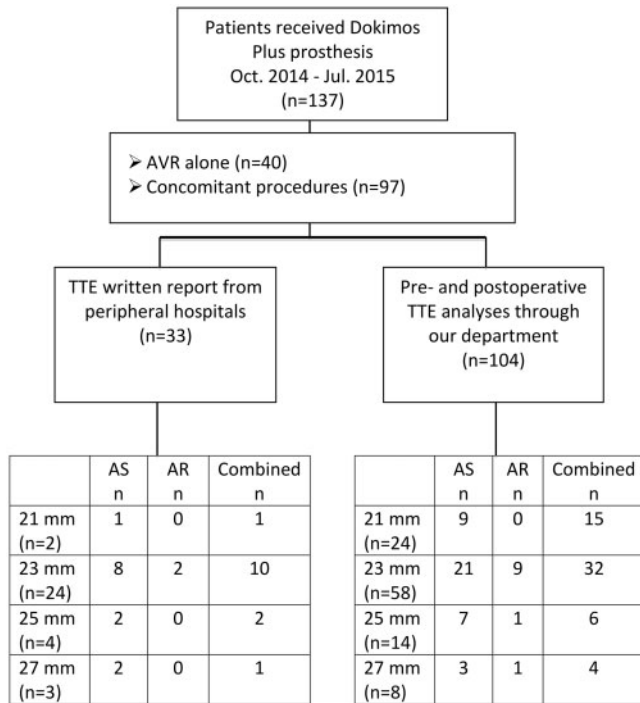 Patients received Dokimos
Plus prosthesis
Oct. 2014 - Jul. 2015
(n=137)
➢ AVR alone (n=40)
➢ Concomitant procedures (n=97)
TTE written report from
peripheral hospitals
(n=33)
Pre- and postoperative
TTE analyses through
our department
(n=104)
AS AR Combined
n n n
21 mm 1 0 1
(n=2)
23 mm 8 2 10
(n=24)
25 mm 2 0 2
(n=4)
27 mm 2 0 1
(n=3)
AS AR Combined
n n n
21 mm 9 0 15
(n=24)
23 mm 21 9 32
(n=58)
25 mm 7 1 6
(n=14)
27 mm 3 1 4
(n=8)